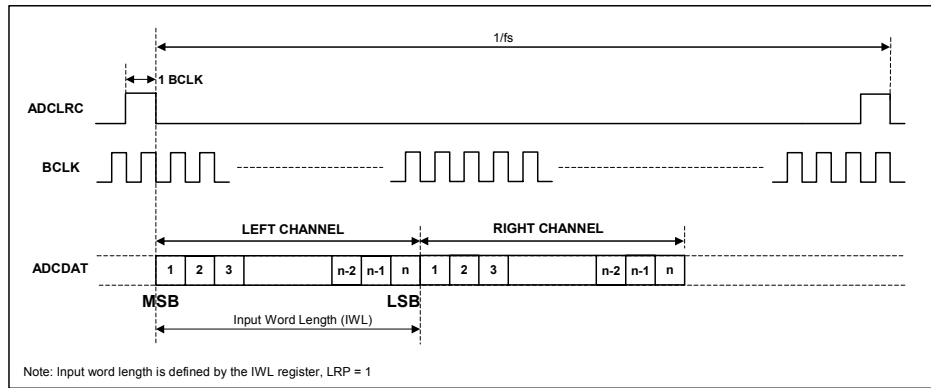 1/fs
1 BCLK
ADCLRC
BCLK
LEFT CHANNEL RIGHT CHANNEL
ADCDAT 1 2 3 n-2 n-1 n 1 2 3 n-2 n-1 n
MSB LSB
Input Word Length (IWL)
Note: Input word length is defined by the IWL register, LRP = 1